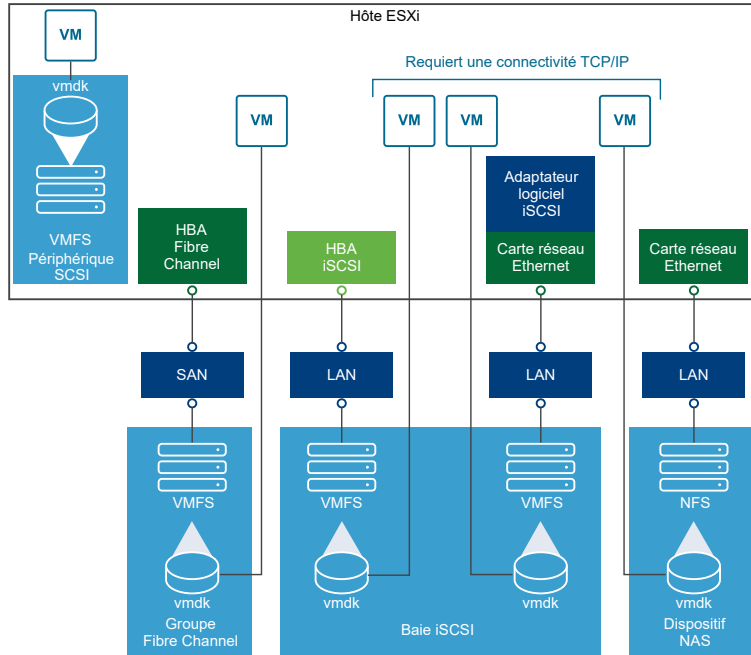 Hôte ESXi
VM
Requiert une connectivité TCP/IP
vmdk
VM
VM
VM
VM
VMFS
Périphérique
SCSI
HBA
Fibre
Channel
HBA
iSCSI
Adaptateur
logiciel
iSCSI
Carte réseau
Ethernet
Carte réseau
Ethernet
SAN
LAN
LAN
LAN
VMFS
VMFS
VMFS
NFS
vmdk
vmdk
vmdk
vmdk
Groupe
Fibre Channel
Baie iSCSI
Dispositif
NAS